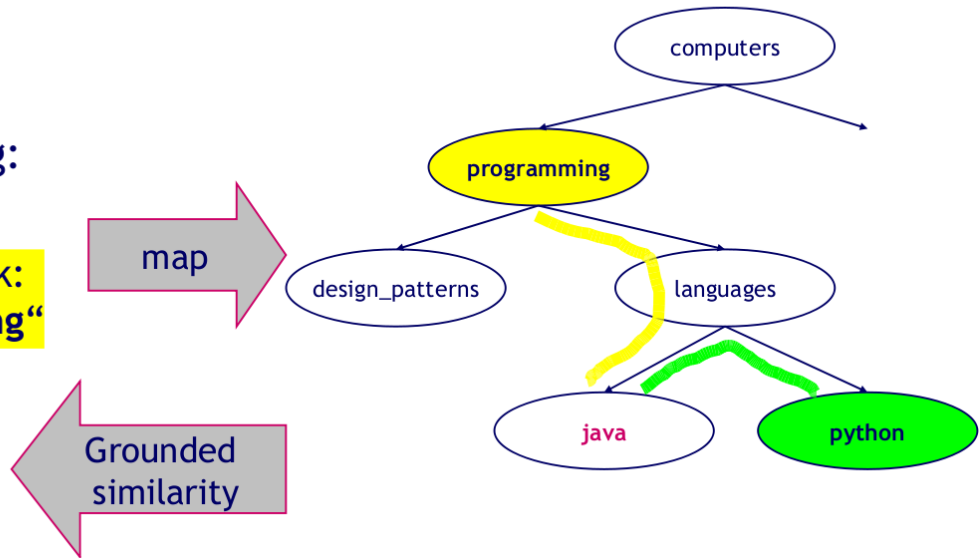 computers
g:
programming
map
k:
ng“
design_patterns
languages
java
python
Grounded
similarity